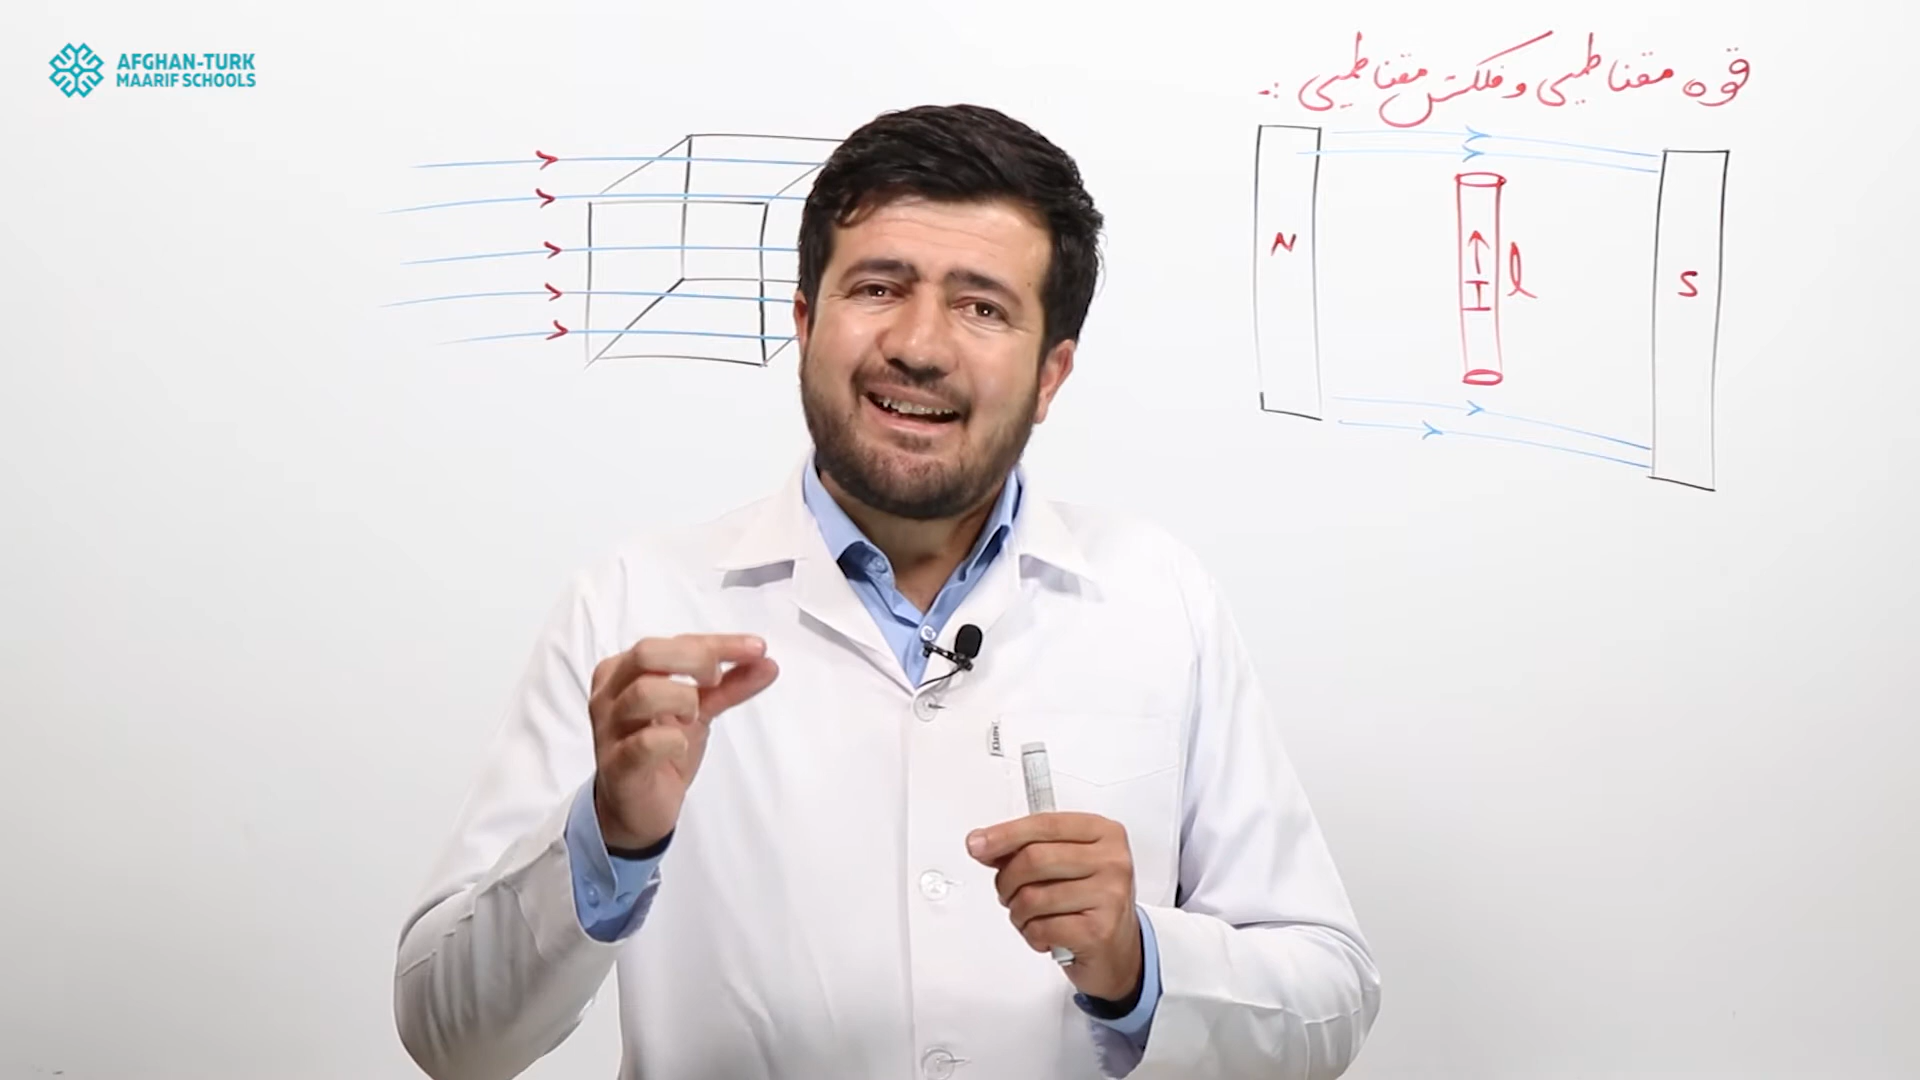 AFGHAN-TURK
MAARIF SCHOOLS
قوه مقناطیسی و فلکس مقناطیسی :-
N
I
l
S